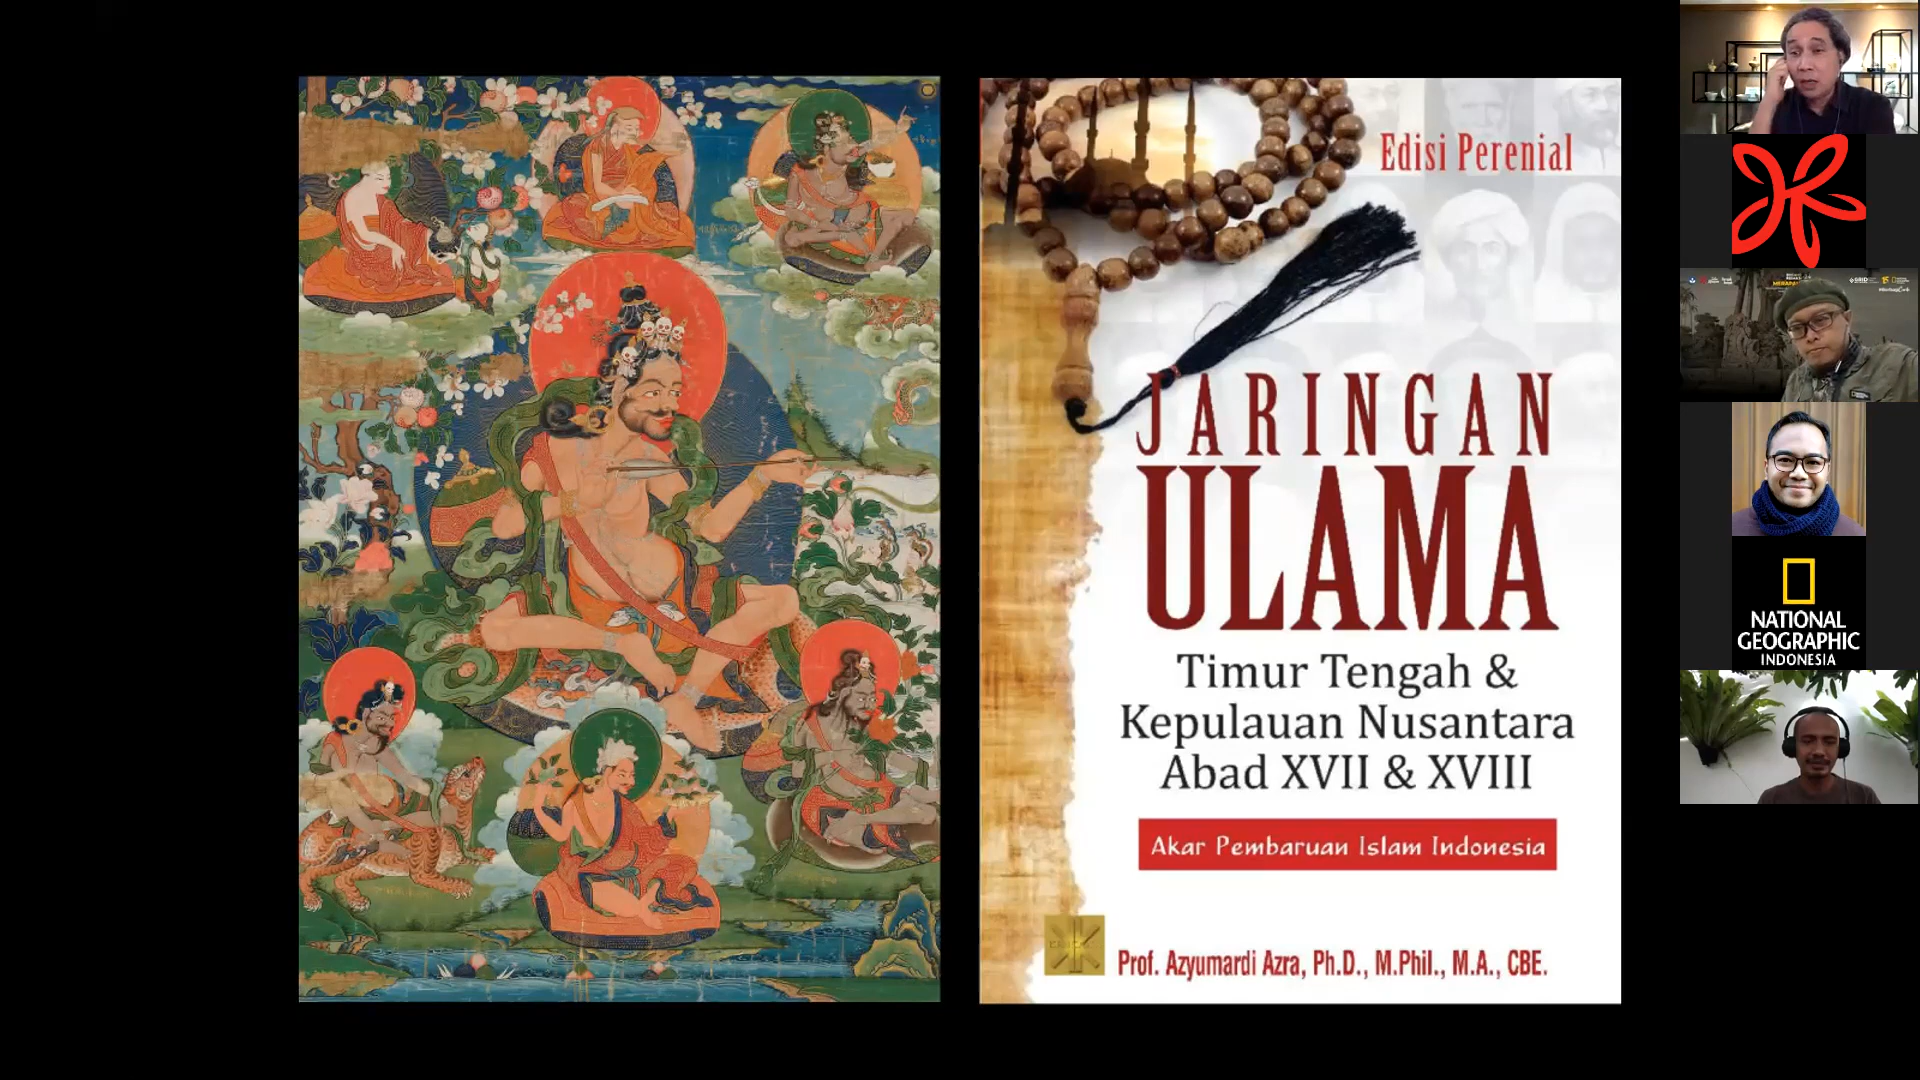 Edisi Perenial
JARINGAN
ULAMA
Timur Tengah &
Kepulauan Nusantara
Abad XVII & XVIII
Akar Pembaruan Islam Indonesia
Prof. Azyumardi Azra, Ph.D., M.Phil., M.A., CBE.
NATIONAL
GEOGRAPHIC
INDONESIA